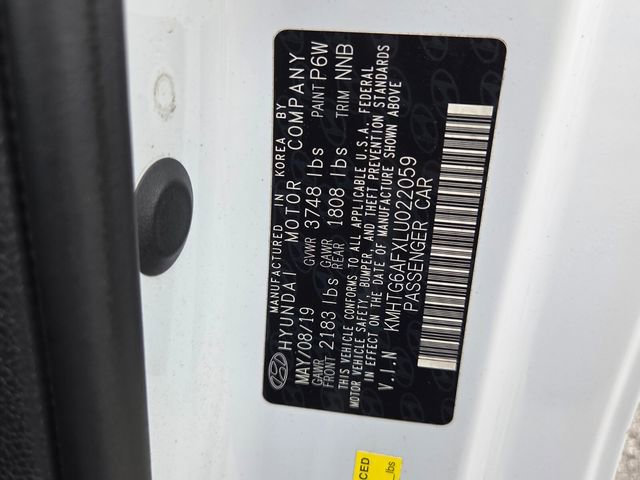 MANUFACTURED IN KOREA BY
HYUNDAI MOTOR COMPANY
MAY/08/19 GVWR 3748 lbs PAINT P6W
GAWR FRONT 2183 lbs GAWR REAR 1808 lbs TRIM NNB
THIS VEHICLE CONFORMS TO ALL APPLICABLE U.S.A. FEDERAL
MOTOR VEHICLE SAFETY, BUMPER, AND THEFT PREVENTION STANDARDS
IN EFFECT ON THE DATE OF MANUFACTURE SHOWN ABOVE
V.I.N KMHTG6AFXLU022059
PASSENGER CAR
CED
lbs